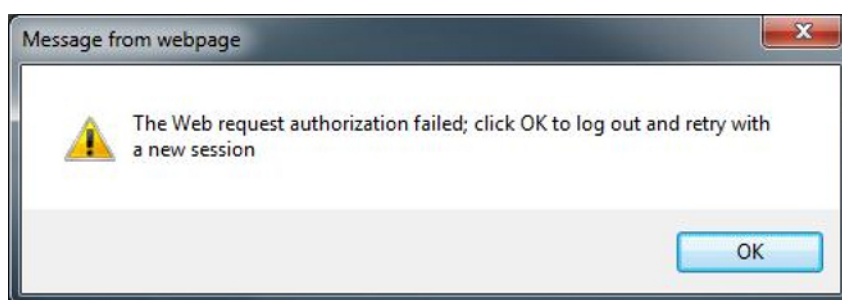 Message from webpage
The Web request authorization failed; click OK to log out and retry with
a new session
OK